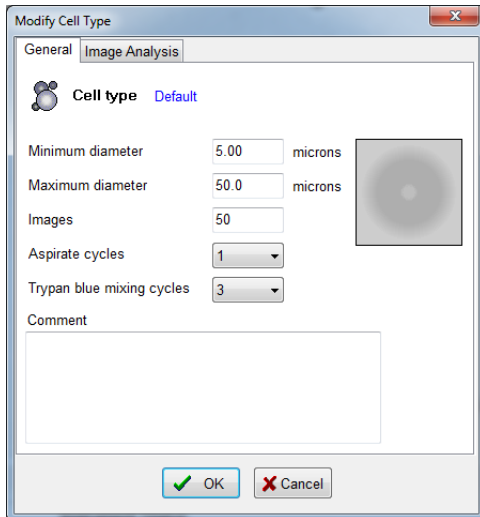 Modify Cell Type
General Image Analysis
Cell type Default
Minimum diameter 5.00 microns
Maximum diameter 50.0 microns
Images 50
Aspirate cycles 1
Trypan blue mixing cycles 3
Comment
OK Cancel